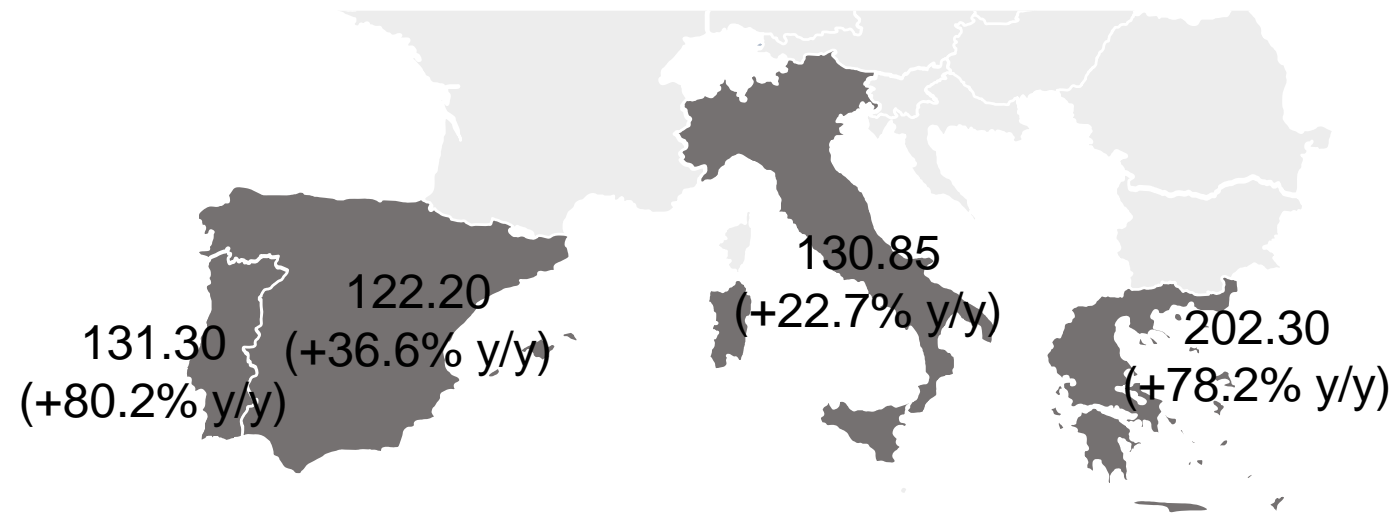 131.30
(+80.2% y/y)
122.20
(+36.6% y/y)
130.85
(+22.7% y/y)
202.30
(+78.2% y/y)